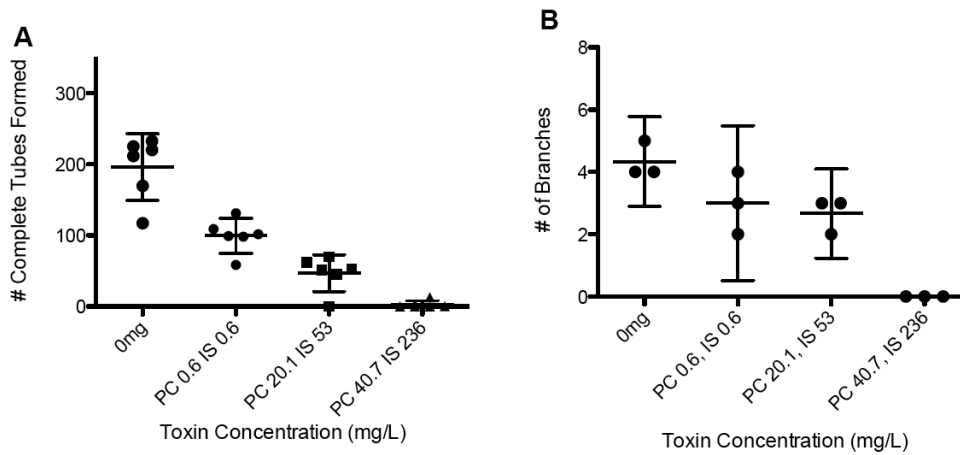 A
# Complete Tubes Formed
300
200
100
0
0mg
PC 0.6 IS 0.6
PC 20.1 IS 53
PC 40.7 IS 236
Toxin Concentration (mg/L)
B
# of Branches
8
6
4
2
0
0mg
PC 0.6, IS 0.6
PC 20.1, IS 53
PC 40.7, IS 236
Toxin Concentration (mg/L)